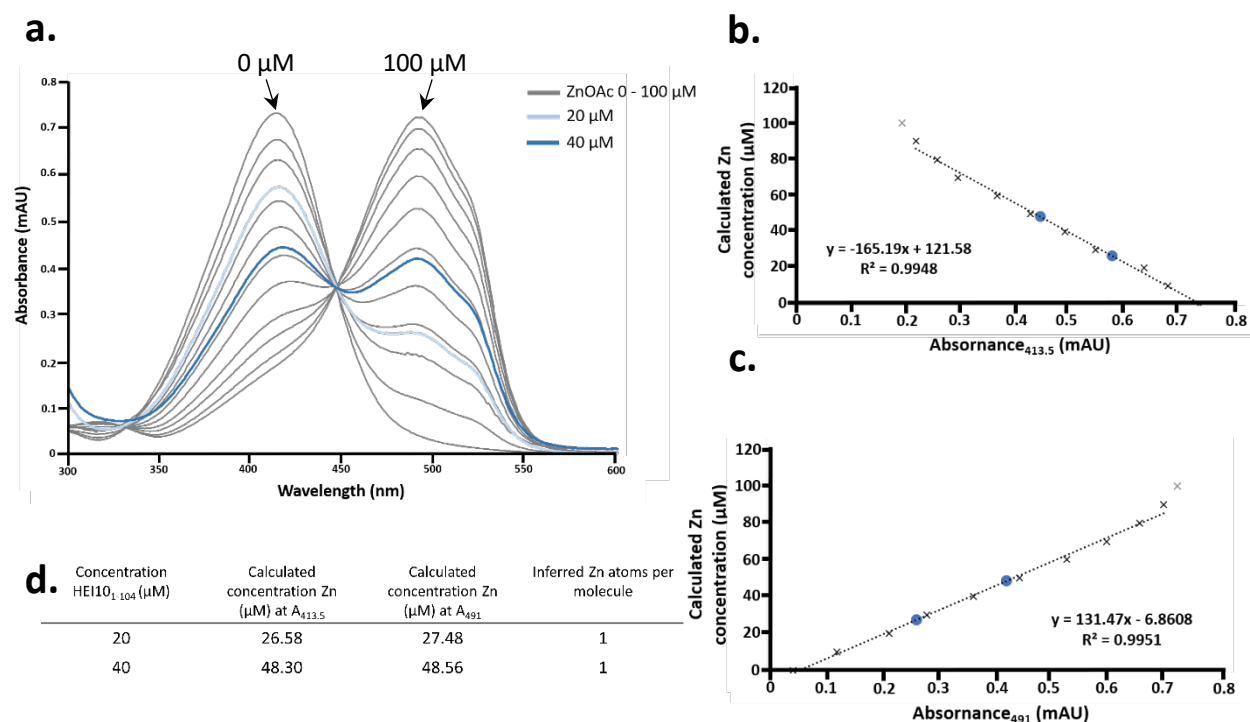 a.
0 μM
100 μM
ZnOAc 0 - 100 μM
20 μM
40 μM
Absorbance (mAU)
0.8
0.7
0.6
0.5
0.4
0.3
0.2
0.1
0
300
350
400
450
500
550
600
Wavelength (nm)
b.
Calculated Zn
concentration (μM)
120
100
80
60
40
20
0
y = -165.19x + 121.58
R² = 0.9948
0
0.1
0.2
0.3
0.4
0.5
0.6
0.7
0.8
Absornance413.5 (mAU)
c.
Calculated Zn
concentration (μM)
120
100
80
60
40
20
0
y = 131.47x - 6.8608
R² = 0.9951
0
0.1
0.2
0.3
0.4
0.5
0.6
0.7
0.8
Absornance491 (mAU)
d.
Concentration
HEI101-104 (μM)
Calculated
concentration Zn
(μM) at A413.5
Calculated
concentration Zn
(μM) at A491
Inferred Zn atoms per
molecule
20 26.58 27.48 1
40 48.30 48.56 1